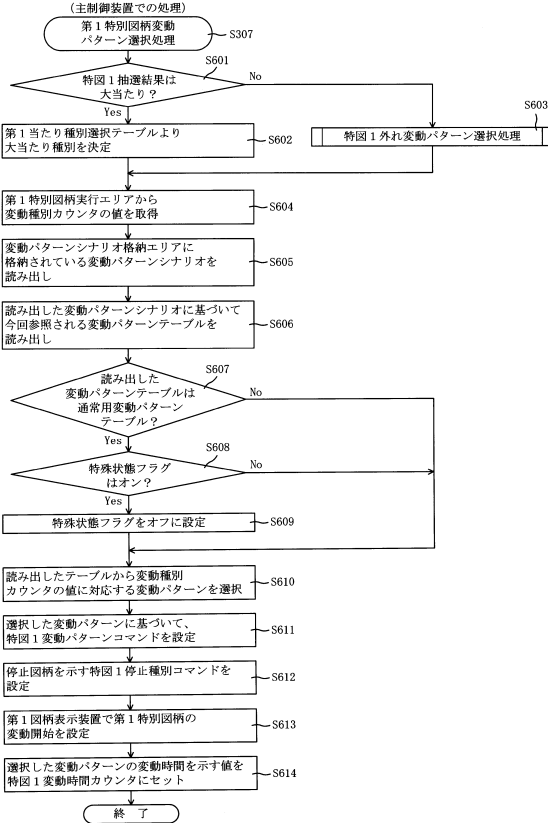 (主制御装置での処理)
第1特別図柄変動
パターン選択処理
S307
S601
特図1抽選結果は
大当たり?
No
Yes
S602
第1当たり種別選択テーブルより
大当たり種別を決定
S603
特図1外れ変動パターン選択処理
第1特別図柄実行エリアから
変動種別カウンタの値を取得
S604
変動パターンシナリオ格納エリアに
格納されている変動パターンシナリオを
読み出し
S605
読み出した変動パターンシナリオに基づいて
今回参照される変動パターンテーブルを
読み出し
S606
S607
読み出した
変動パターンテーブルは
通常用変動パターン
テーブル?
No
Yes
S608
特殊状態フラグ
はオン?
No
Yes
特殊状態フラグをオフに設定
S609
読み出したテーブルから変動種別
カウンタの値に対応する変動パターンを選択
S610
選択した変動パターンに基づいて、
特図1変動パターンコマンドを設定
S611
停止図柄を示す特図1停止種別コマンドを
設定
S612
第1図柄表示装置で第1特別図柄の
変動開始を設定
S613
選択した変動パターンの変動時間を示す値を
特図1変動時間カウンタにセット
S614
終 了